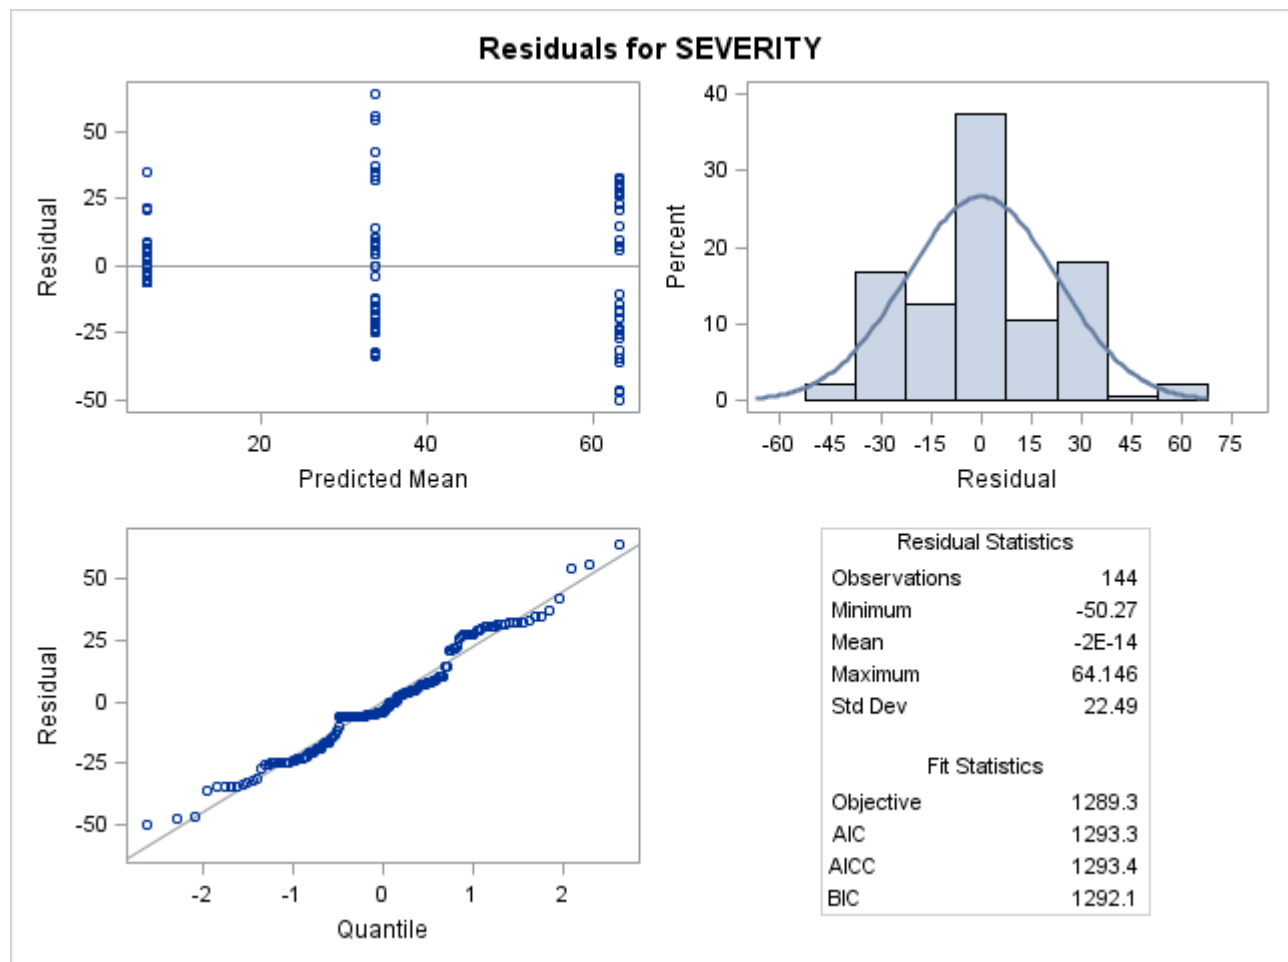 Residuals for SEVERITY
50
25
0
-25
-50
Residual
20 40 60
Predicted Mean
40
30
20
10
0
Percent
-60 -45 -30 -15 0 15 30 45 60 75
Residual
50
25
0
-25
-50
Residual
-2 -1 0 1 2
Quantile
Residual Statistics
Observations 144
Minimum -50.27
Mean -2E-14
Maximum 64.146
Std Dev 22.49
Fit Statistics
Objective 1289.3
AIC 1293.3
AICC 1293.4
BIC 1292.1